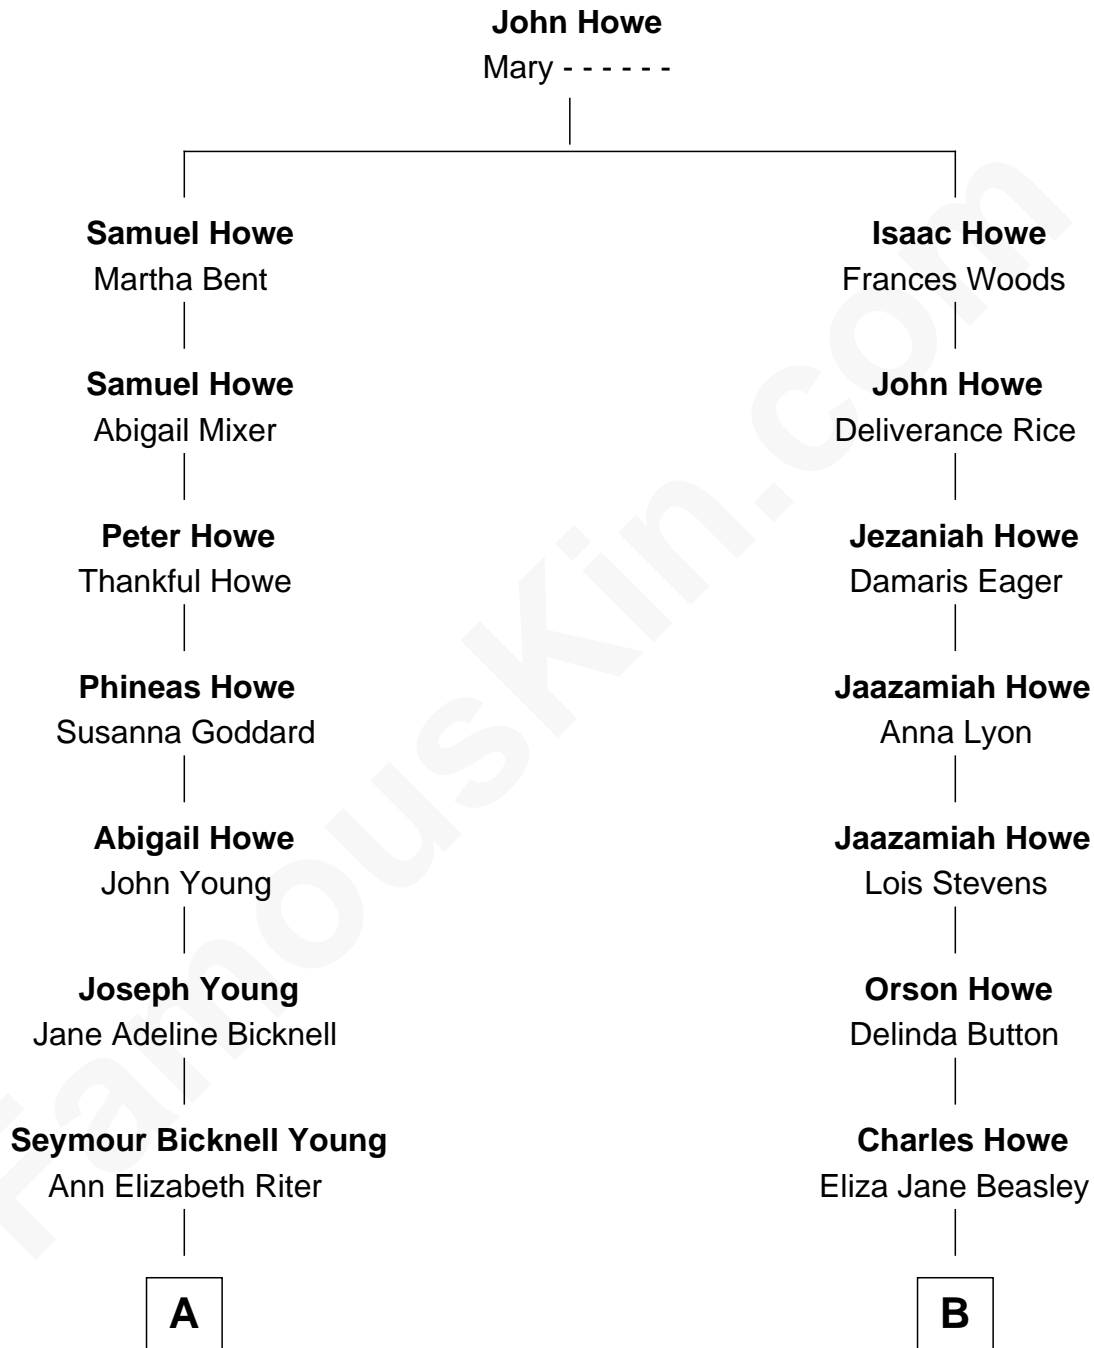 John Howe
Mary - - - - - -
Samuel Howe
Martha Bent
Isaac Howe
Frances Woods
Samuel Howe
Abigail Mixer
John Howe
Deliverance Rice
Peter Howe
Thankful Howe
Jezaniah Howe
Damaris Eager
Phineas Howe
Susanna Goddard
Jaazamiah Howe
Anna Lyon
Abigail Howe
John Young
Jaazamiah Howe
Lois Stevens
Joseph Young
Jane Adeline Bicknell
Orson Howe
Delinda Button
Seymour Bicknell Young
Ann Elizabeth Riter
Charles Howe
Eliza Jane Beasley
A
B
FamousKin.com